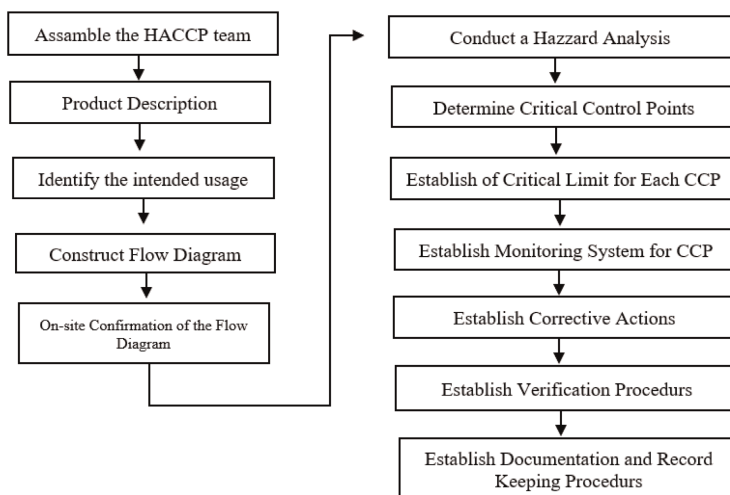 Assamble the HACCP team
Product Description
Identify the intended usage
Construct Flow Diagram
On-site Confirmation of the Flow
Diagram
Conduct a Hazzard Analysis
Determine Critical Control Points
Establish of Critical Limit for Each CCP
Establish Monitoring System for CCP
Establish Corrective Actions
Establish Verification Procedurs
Establish Documentation and Record
Keeping Procedurs